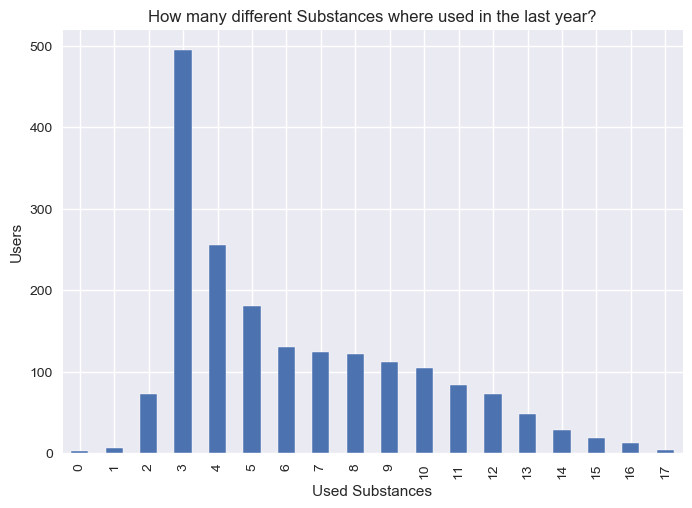 How many different Substances where used in the last year?
500
400
300
200
100
0
Users
0 1 2 3 4 5 6 7 8 9 10 11 12 13 14 15 16 17
Used Substances